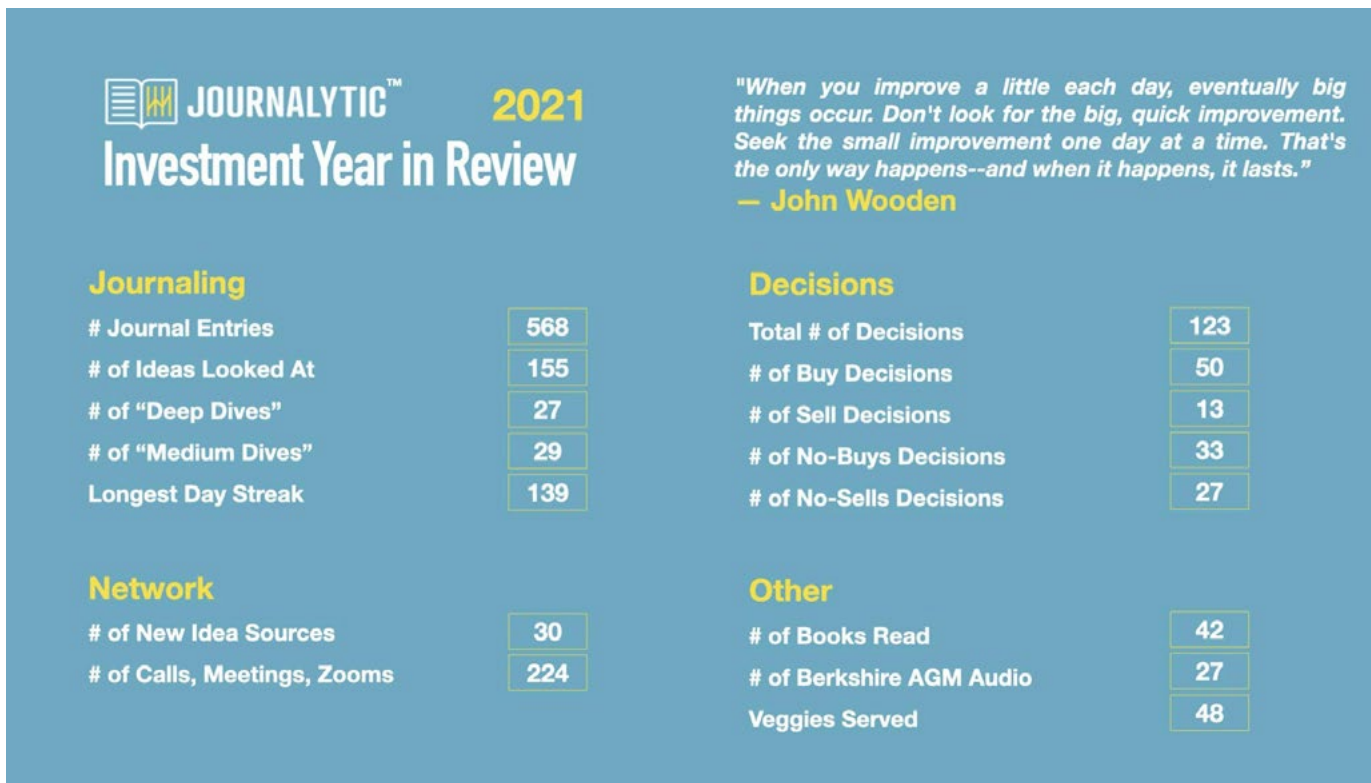 JOURNALYTIC™ 2021
Investment Year in Review
"When you improve a little each day, eventually big
things occur. Don't look for the big, quick improvement.
Seek the small improvement one day at a time. That's
the only way happens--and when it happens, it lasts.”
— John Wooden
Journaling
# Journal Entries 568
# of Ideas Looked At 155
# of “Deep Dives” 27
# of “Medium Dives” 29
Longest Day Streak 139
Decisions
Total # of Decisions 123
# of Buy Decisions 50
# of Sell Decisions 13
# of No-Buys Decisions 33
# of No-Sells Decisions 27
Network
# of New Idea Sources 30
# of Calls, Meetings, Zooms 224
Other
# of Books Read 42
# of Berkshire AGM Audio 27
Veggies Served 48